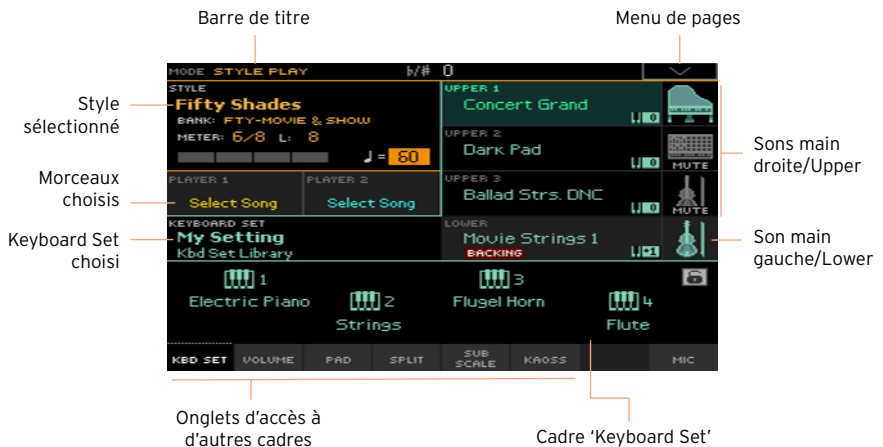 Barre de titre
Menu de pages
MODE STYLE PLAY ♭/# 0
STYLE
Fifty Shades
BANK: FTY-MOVIE & SHOW
METER: 6/8 L: 8
♩ = 60
UPPER 1
Concert Grand
0
UPPER 2
Dark Pad
0
MUTE
PLAYER 1
Select Song
PLAYER 2
Select Song
UPPER 3
Ballad Strs. DNC
0
MUTE
KEYBOARD SET
My Setting
Kbd Set Library
LOWER
Movie Strings 1
BACKING
+1
1
Electric Piano
2
Strings
3
Flugel Horn
4
Flute
KBD SET VOLUME PAD SPLIT SUB SCALE KAOSS MIC
Style
sélectionné
Morceaux
choisis
Keyboard Set
choisi
Sons main
droite/Upper
Son main
gauche/Lower
Onglets d’accès à
d’autres cadres
Cadre ‘Keyboard Set’